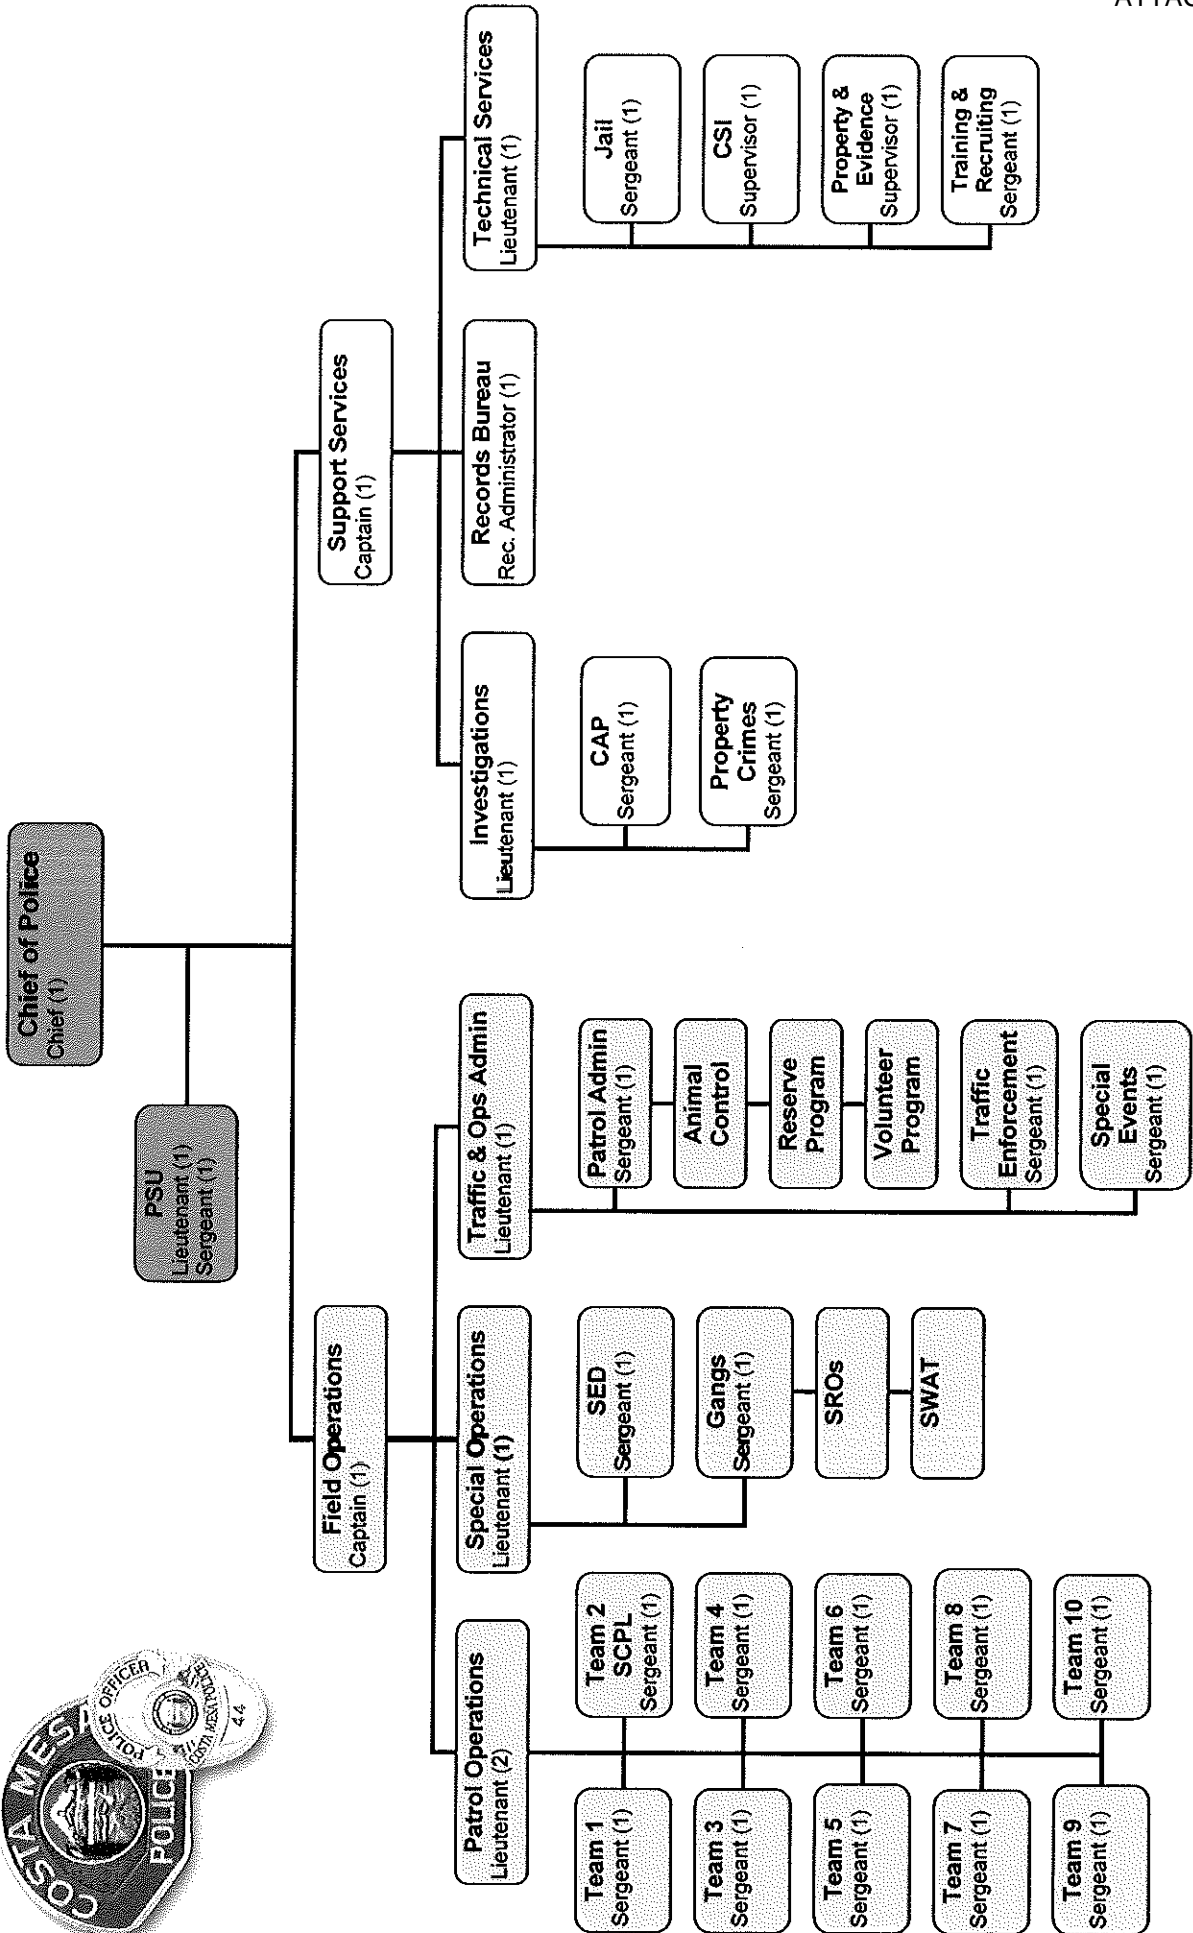 ATTAC
COSTA MESA
POLICE
POLICE OFFICER
COSTA MESA POLICE
44
Chief of Police
Chief (1)
PSU
Lieutenant (1)
Sergeant (1)
Field Operations
Captain (1)
Support Services
Captain (1)
Patrol Operations
Lieutenant (2)
Special Operations
Lieutenant (1)
Traffic & Ops Admin
Lieutenant (1)
Investigations
Lieutenant (1)
Records Bureau
Rec. Administrator (1)
Technical Services
Lieutenant (1)
Team 1
Sergeant (1)
Team 2
SCPL
Sergeant (1)
Team 3
Sergeant (1)
Team 4
Sergeant (1)
Team 5
Sergeant (1)
Team 6
Sergeant (1)
Team 7
Sergeant (1)
Team 8
Sergeant (1)
Team 9
Sergeant (1)
Team 10
Sergeant (1)
SED
Sergeant (1)
Gangs
Sergeant (1)
SROs
SWAT
Patrol Admin
Sergeant (1)
Animal
Control
Reserve
Program
Volunteer
Program
Traffic
Enforcement
Sergeant (1)
Special
Events
Sergeant (1)
CAP
Sergeant (1)
Property
Crimes
Sergeant (1)
Jail
Sergeant (1)
CSI
Supervisor (1)
Property &
Evidence
Supervisor (1)
Training &
Recruiting
Sergeant (1)